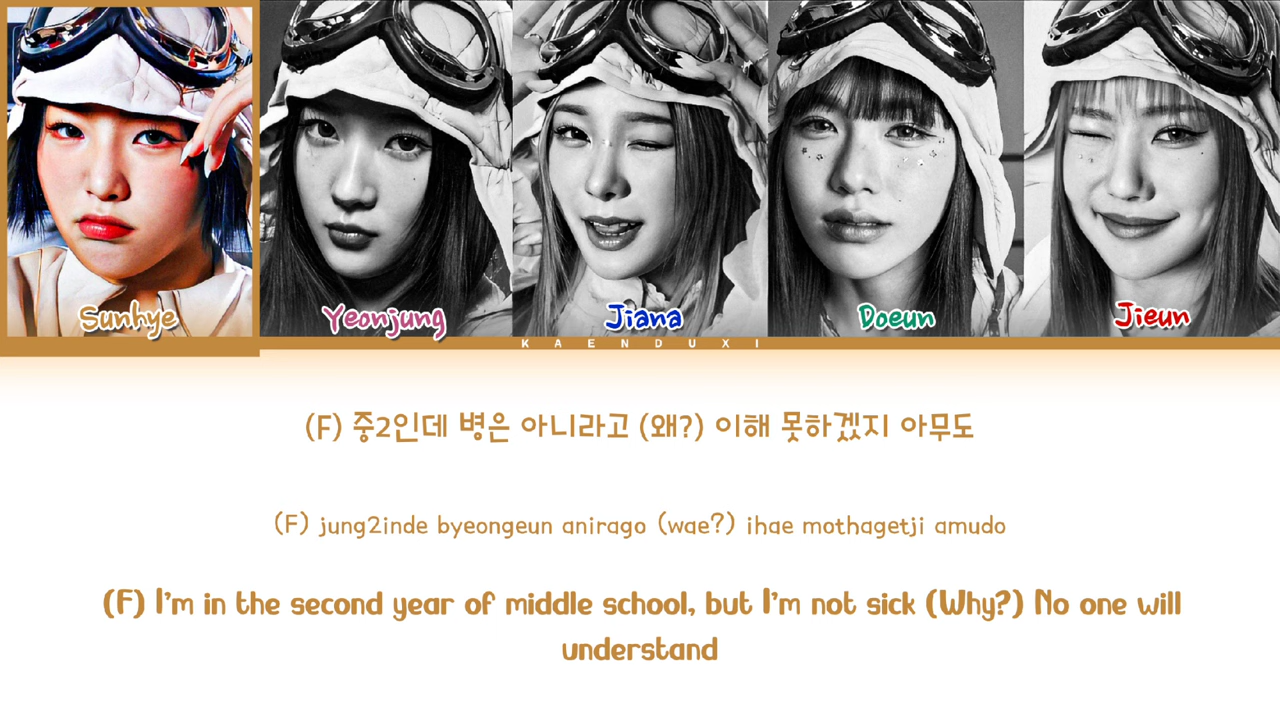 Sunhye Yeonjung Jiana Doeun Jieun
KAENDUXI
(F) 중2인데 병은 아니라고 (왜?) 이해 못하겠지 아무도
(F) jung2inde byeongeun anirago (wae?) ihae mothagetji amudo
(F) I'm in the second year of middle school, but I'm not sick (Why?) No one will
understand